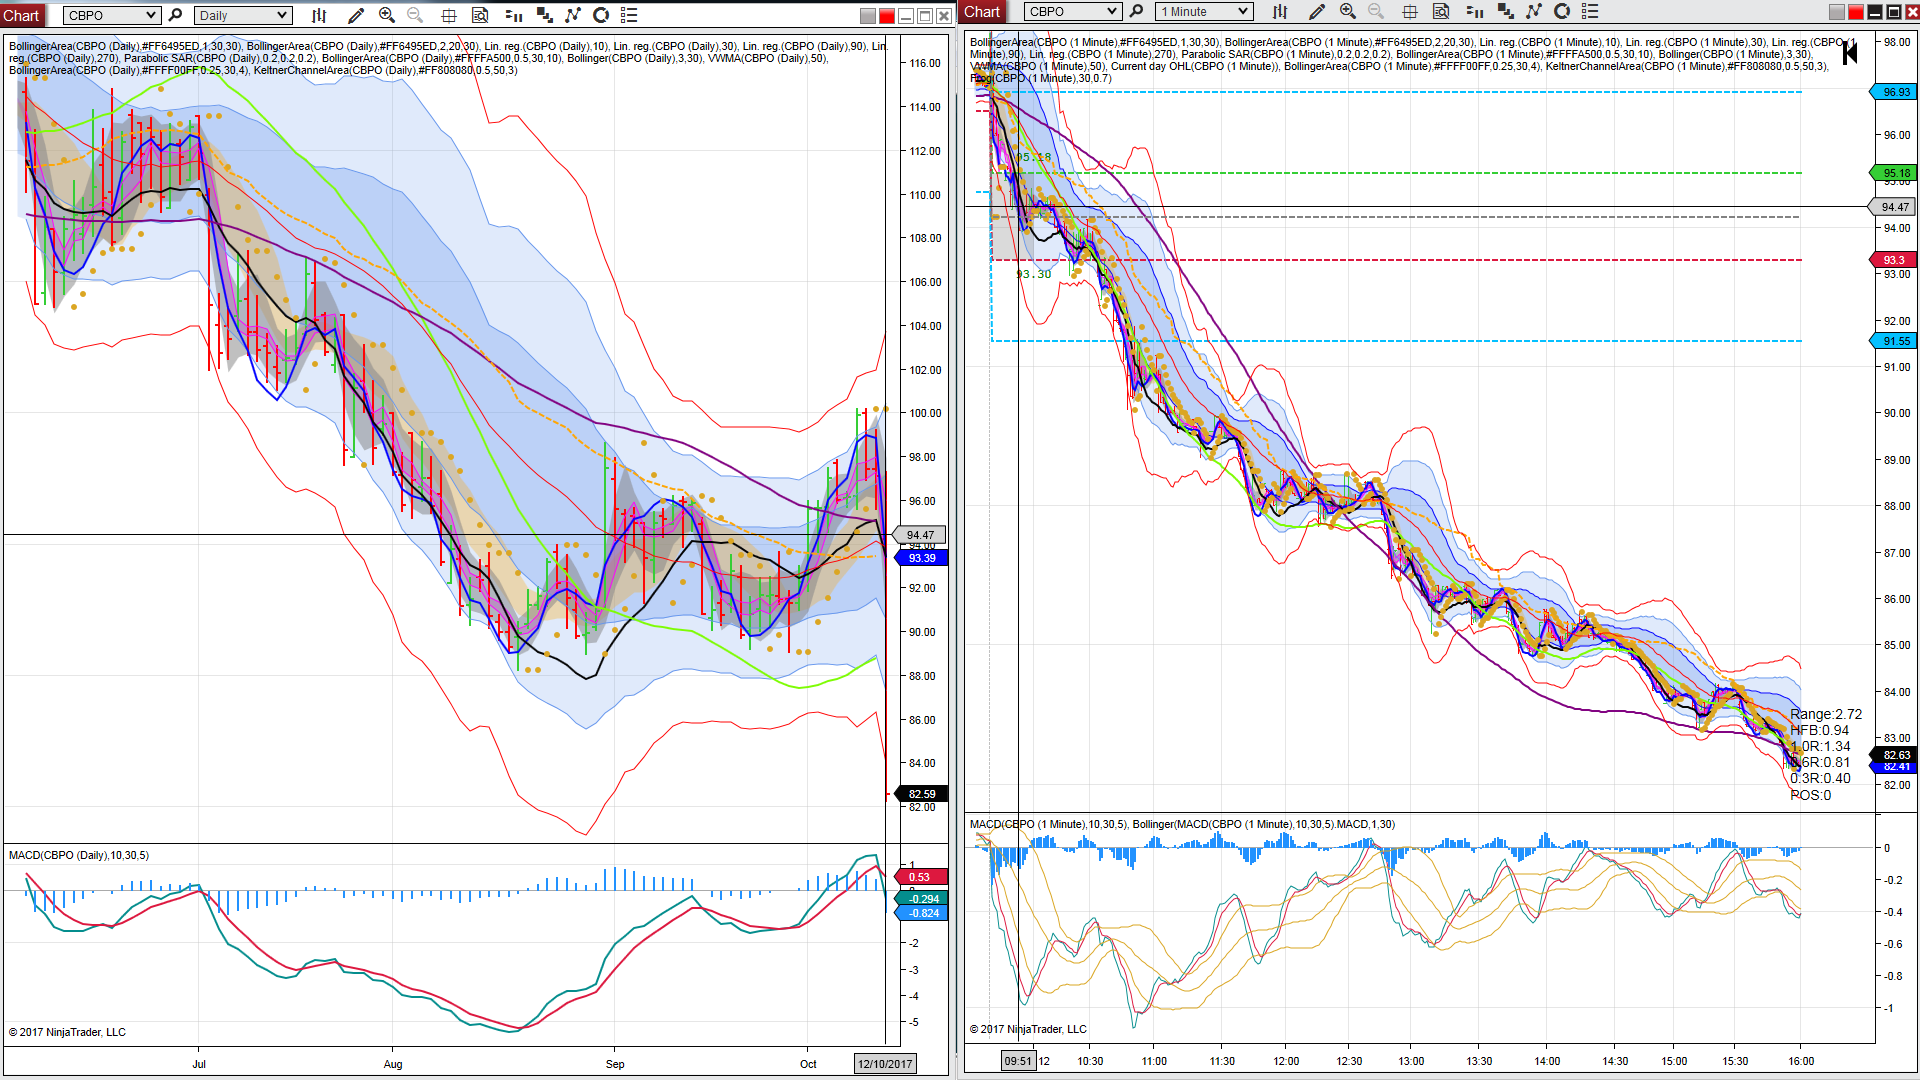 Chart
CBPO
Daily
BollingerArea(CBPO (Daily),#FF6495ED,1,30,30), BollingerArea(CBPO (Daily),#FF6495ED,2,20,30), Lin. reg.(CBPO (Daily),10), Lin. reg.(CBPO (Daily),30), Lin. reg.(CBPO (Daily),90), Lin.
reg.(CBPO (Daily),270), Parabolic SAR(CBPO (Daily),0.2,0.2,0.2), BollingerArea(CBPO (Daily),#FFFFA500,0.5,30,10), Bollinger(CBPO (Daily),3,30), VWMA(CBPO (Daily),50),
BollingerArea(CBPO (Daily),#FFFF00FF,0.25,30,4), KeltnerChannelArea(CBPO (Daily),#FF808080,0.5,50,3)
116.00
114.00
112.00
110.00
108.00
106.00
104.00
102.00
100.00
98.00
96.00
94.47
94.00
93.39
92.00
90.00
88.00
86.00
84.00
82.59
82.00
MACD(CBPO (Daily),10,30,5)
1
0.53
-0.294
-0.824
-2
-3
-4
-5
© 2017 NinjaTrader, LLC
Jul
Aug
Sep
Oct
12/10/2017
Chart
CBPO
1 Minute
BollingerArea(CBPO (1 Minute),#FF6495ED,1,30,30), BollingerArea(CBPO (1 Minute),#FF6495ED,2,20,30), Lin. reg.(CBPO (1 Minute),10), Lin. reg.(CBPO (1 Minute),30), Lin. reg.(CBPO (1
Minute),90), Lin. reg.(CBPO (1 Minute),270), Parabolic SAR(CBPO (1 Minute),0.2,0.2,0.2), BollingerArea(CBPO (1 Minute),#FFFFA500,0.5,30,10), Bollinger(CBPO (1 Minute),3,30),
VWMA(CBPO (1 Minute),50), Current day OHL(CBPO (1 Minute)), BollingerArea(CBPO (1 Minute),#FFFF00FF,0.25,30,4), KeltnerChannelArea(CBPO (1 Minute),#FF808080,0.5,50,3),
(CBPO (1 Minute),30,0.7)
98.00
96.93
96.00
95.18
95.18
95.00
94.47
94.00
93.3
93.30
93.00
92.00
91.55
91.00
90.00
89.00
88.00
87.00
86.00
85.00
84.00
Range:2.72
HFB:0.94
1.0R:1.34
0.6R:0.81
0.3R:0.40
POS:0
83.00
82.63
82.41
82.00
MACD(CBPO (1 Minute),10,30,5), Bollinger(MACD(CBPO (1 Minute),10,30,5).MACD,1,30)
0
-0.2
-0.4
-0.6
-0.8
-1
© 2017 NinjaTrader, LLC
09:51
12
10:30
11:00
11:30
12:00
12:30
13:00
13:30
14:00
14:30
15:00
15:30
16:00